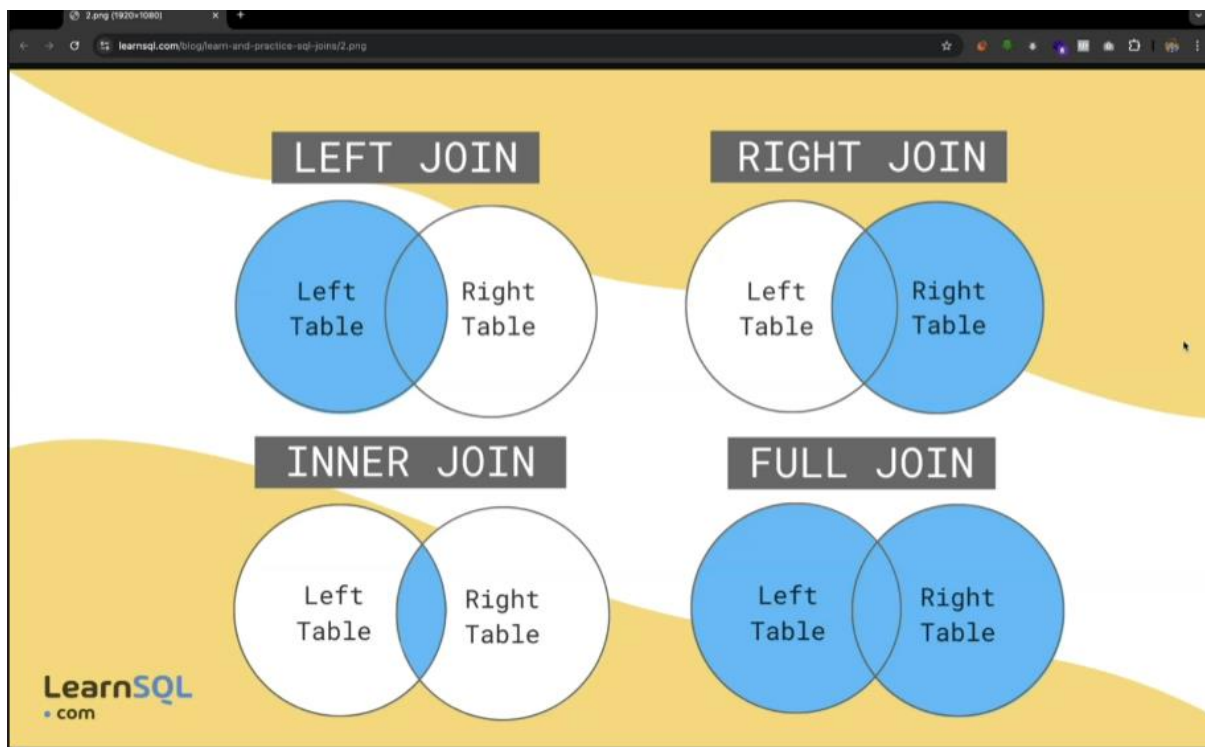 2.png (1920×1080)
learnsql.com/blog/learn-and-practice-sql-joins/2.png
LEFT JOIN
RIGHT JOIN
Left
Table
Right
Table
Left
Table
Right
Table
INNER JOIN
FULL JOIN
Left
Table
Right
Table
Left
Table
Right
Table
LearnSQL
• com